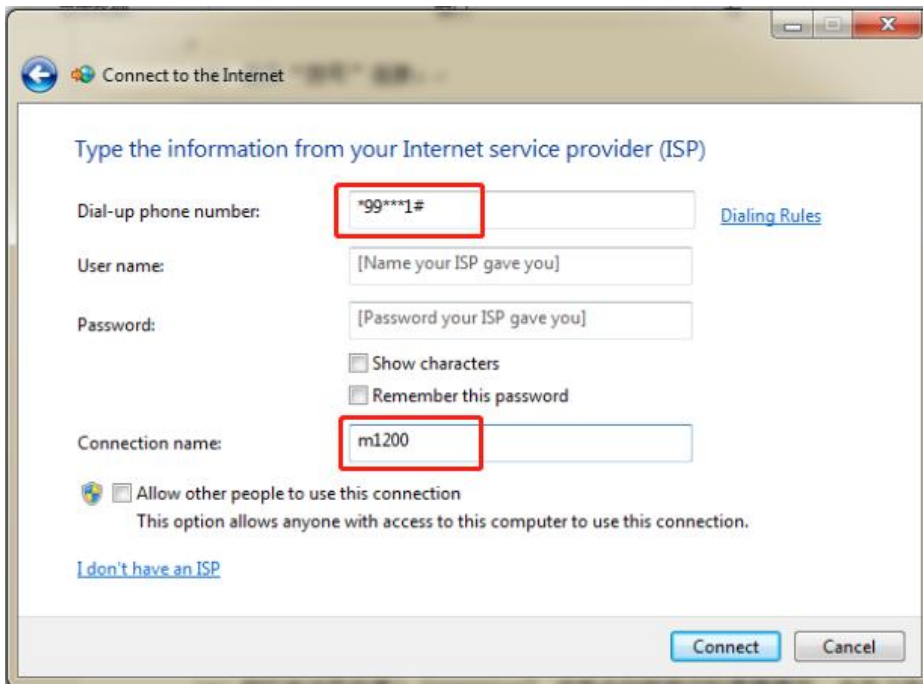 Connect to the Internet
Type the information from your Internet service provider (ISP)
Dial-up phone number: *99***1# Dialing Rules
User name: [Name your ISP gave you]
Password: [Password your ISP gave you]
Show characters
Remember this password
Connection name: m1200
Allow other people to use this connection
This option allows anyone with access to this computer to use this connection.
I don't have an ISP
Connect Cancel